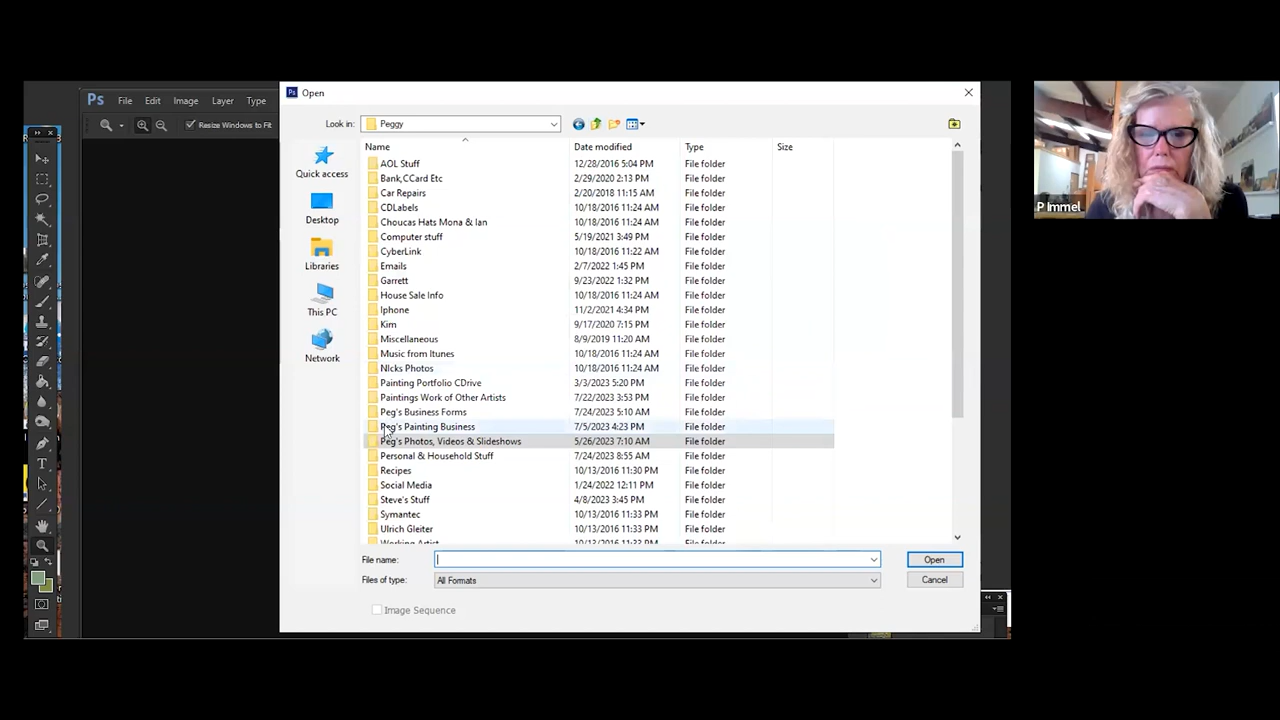 Open
Ps File Edit Image Layer Type
Look in: Peggy
Resize Windows to Fit
Name Date modified Type Size
AOL Stuff 12/28/2016 5:04 PM File folder
Bank,CCard Etc 2/29/2020 2:13 PM File folder
Car Repairs 2/20/2018 11:15 AM File folder
CDLabels 10/18/2016 11:24 AM File folder
Choucas Hats Mona & Ian 10/18/2016 11:24 AM File folder
Computer stuff 5/19/2021 3:49 PM File folder
CyberLink 10/18/2016 11:22 AM File folder
Emails 2/7/2022 1:45 PM File folder
Garrett 9/23/2022 1:32 PM File folder
House Sale Info 10/18/2016 11:24 AM File folder
Iphone 11/2/2021 4:34 PM File folder
Kim 9/17/2020 7:15 PM File folder
Miscellaneous 8/9/2019 11:20 AM File folder
Music from Itunes 10/18/2016 11:24 AM File folder
NIcks Photos 10/18/2016 11:24 AM File folder
Painting Portfolio CDrive 3/3/2023 5:20 PM File folder
Paintings Work of Other Artists 7/22/2023 3:53 PM File folder
Peg's Business Forms 7/24/2023 5:10 AM File folder
Peg's Painting Business 7/5/2023 4:23 PM File folder
Peg's Photos, Videos & Slideshows 5/26/2023 7:10 AM File folder
Personal & Household Stuff 7/24/2023 8:55 AM File folder
Recipes 10/13/2016 11:30 PM File folder
Social Media 1/24/2022 12:11 PM File folder
Steve's Stuff 4/8/2023 3:45 PM File folder
Symantec 10/13/2016 11:33 PM File folder
Ulrich Gleiter 10/13/2016 11:33 PM File folder
Working Artist 10/13/2016 11:33 PM File folder
Quick access
Desktop
Libraries
This PC
Network
File name: Open
Files of type: All Formats Cancel
Image Sequence
P Immel